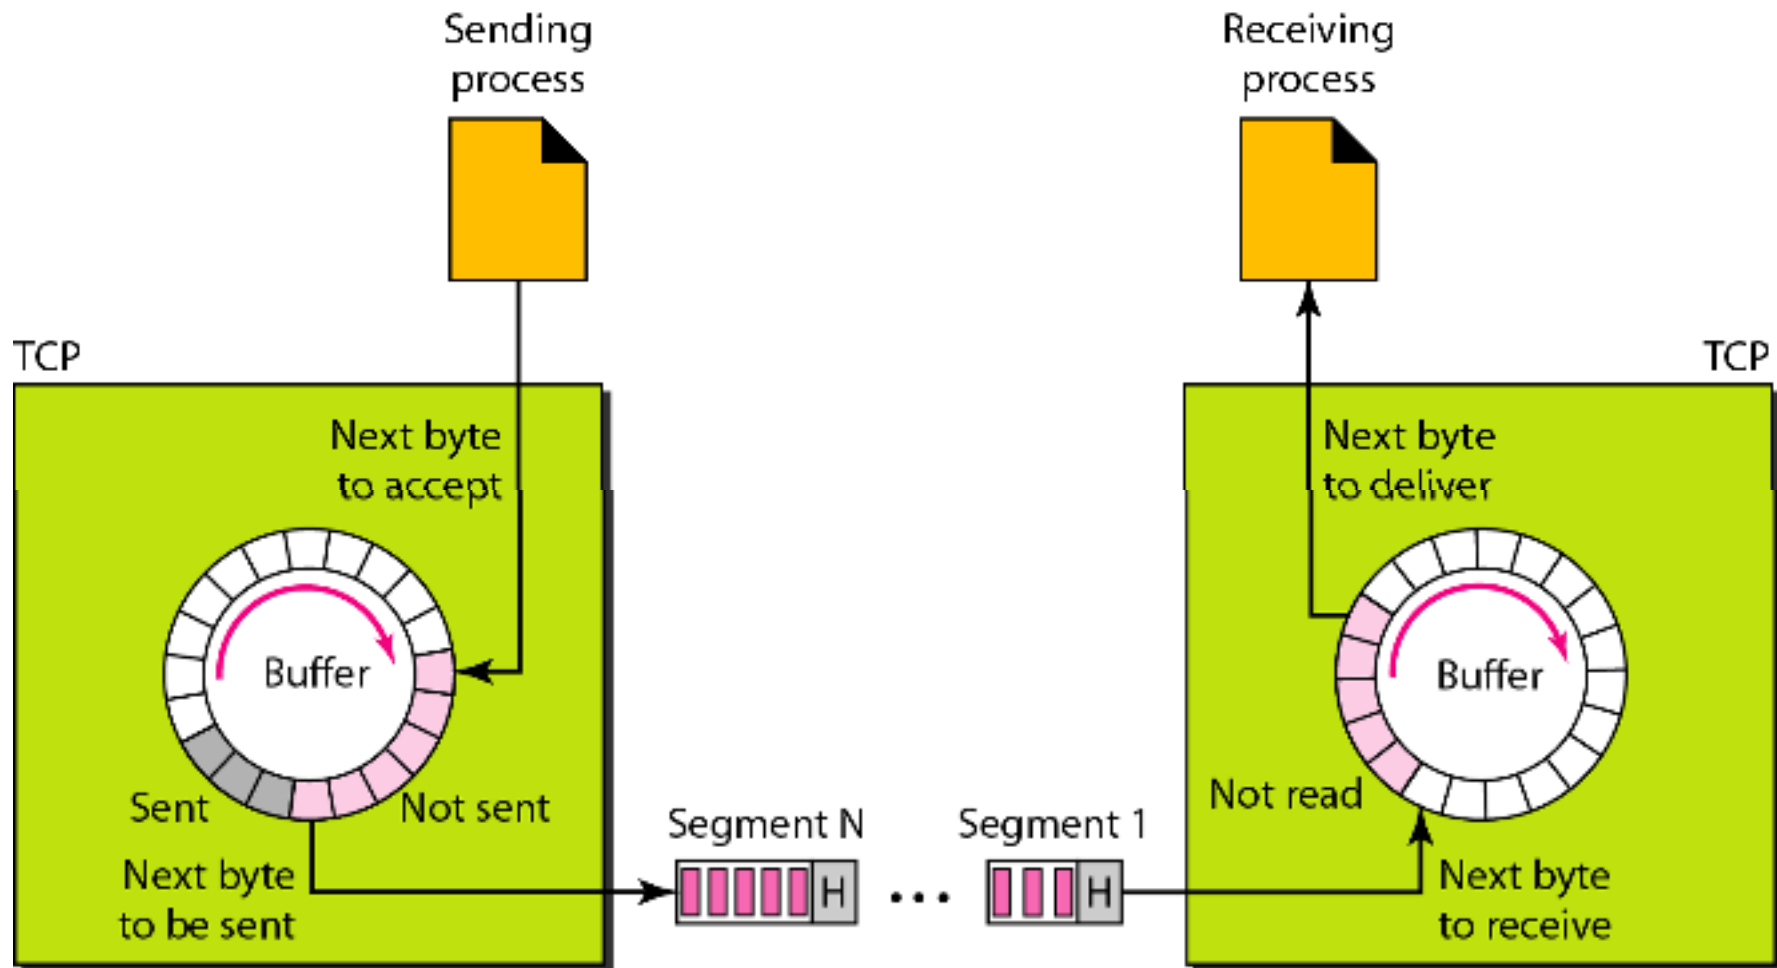 Sending
process
Receiving
process
TCP
TCP
Next byte
to accept
Next byte
to deliver
Buffer
Buffer
Sent
Not sent
Not read
Segment N
Segment 1
Next byte
to be sent
H
...
H
Next byte
to receive